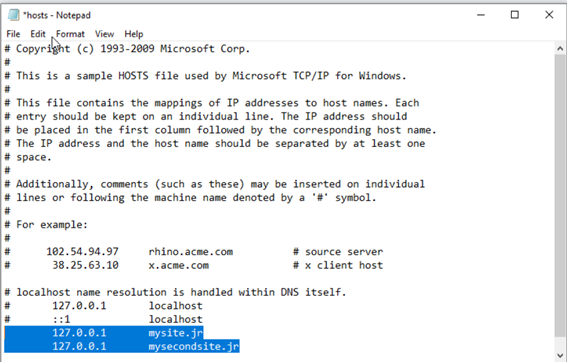 *hosts - Notepad
File Edit Format View Help
# Copyright (c) 1993-2009 Microsoft Corp.
#
# This is a sample HOSTS file used by Microsoft TCP/IP for Windows.
#
# This file contains the mappings of IP addresses to host names. Each
# entry should be kept on an individual line. The IP address should
# be placed in the first column followed by the corresponding host name.
# The IP address and the host name should be separated by at least one
# space.
#
# Additionally, comments (such as these) may be inserted on individual
# lines or following the machine name denoted by a '#' symbol.
#
# For example:
#
#      102.54.94.97     rhino.acme.com          # source server
#       38.25.63.10     x.acme.com              # x client host

# localhost name resolution is handled within DNS itself.
#       127.0.0.1       localhost
#       ::1             localhost
        127.0.0.1       mysite.jr
        127.0.0.1       mysecondsite.jr